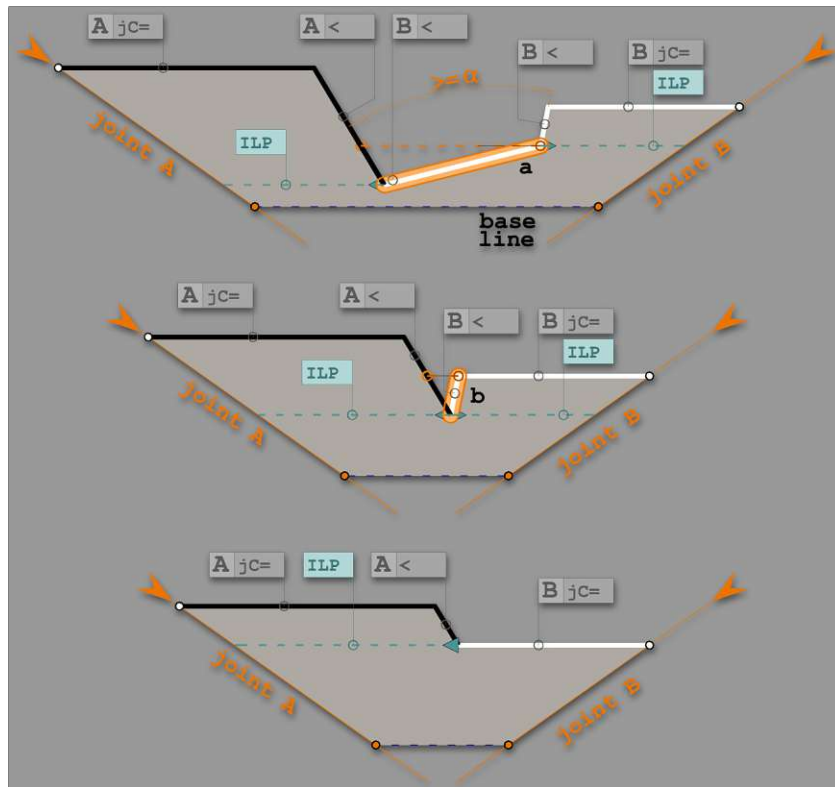 A jC=
A <
B <
B <
B jC=
ILP
>=α
ILP
joint A
a
joint B
base
line
A jC=
A <
B <
B jC=
ILP
ILP
b
joint A
joint B
A jC=
ILP
A <
B jC=
joint A
joint B